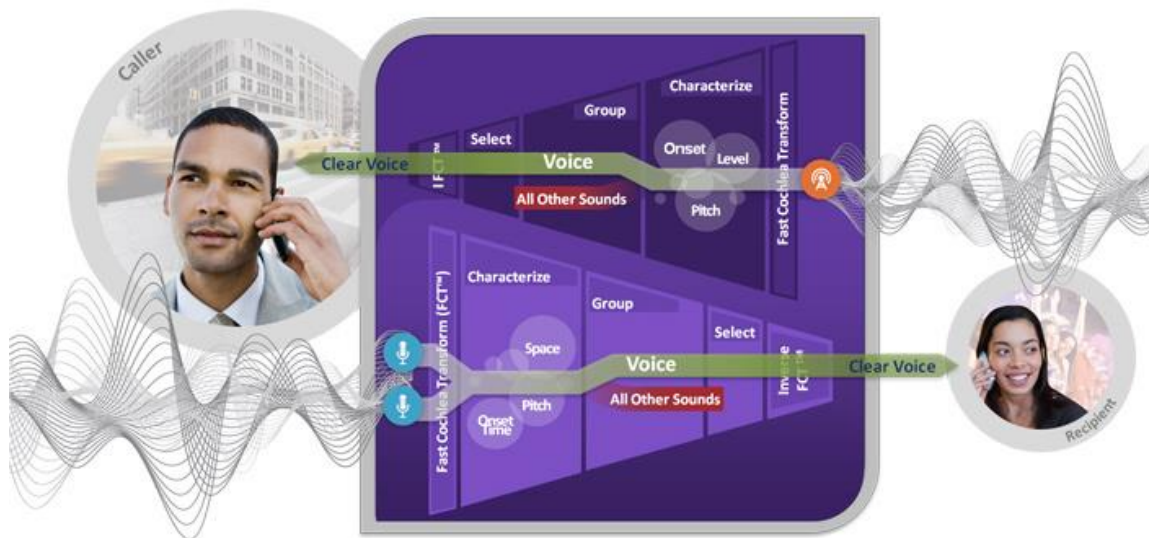 Caller
Characterize
Group
Select
IFCT™
Clear Voice
Voice
Onset
Level
Pitch
All Other Sounds
Fast Cochlea Transform
Fast Cochlea Transform (FCT™)
Characterize
Group
Select
Space
Pitch
Onset
Time
Voice
All Other Sounds
Inverse
FCT™
Clear Voice
Recipient